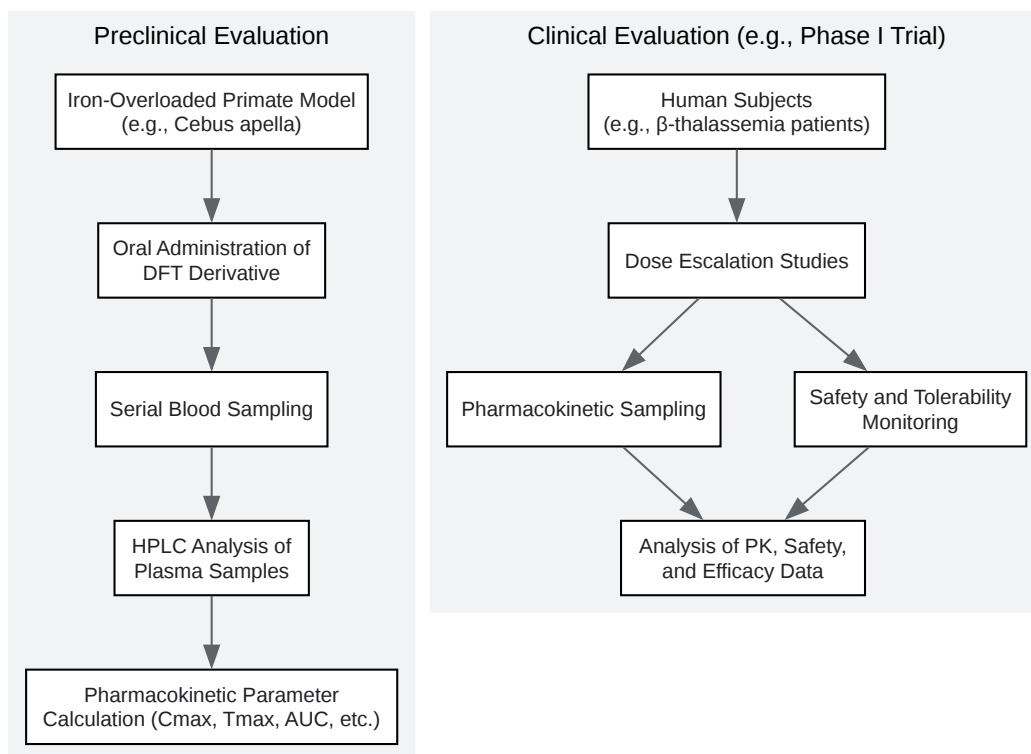 Preclinical Evaluation
Iron-Overloaded Primate Model
(e.g., Cebus apella)
Oral Administration of
DFT Derivative
Serial Blood Sampling
HPLC Analysis of
Plasma Samples
Pharmacokinetic Parameter
Calculation (Cmax, Tmax, AUC, etc.)
Clinical Evaluation (e.g., Phase I Trial)
Human Subjects
(e.g., β-thalassemia patients)
Dose Escalation Studies
Pharmacokinetic Sampling
Safety and Tolerability
Monitoring
Analysis of PK, Safety,
and Efficacy Data